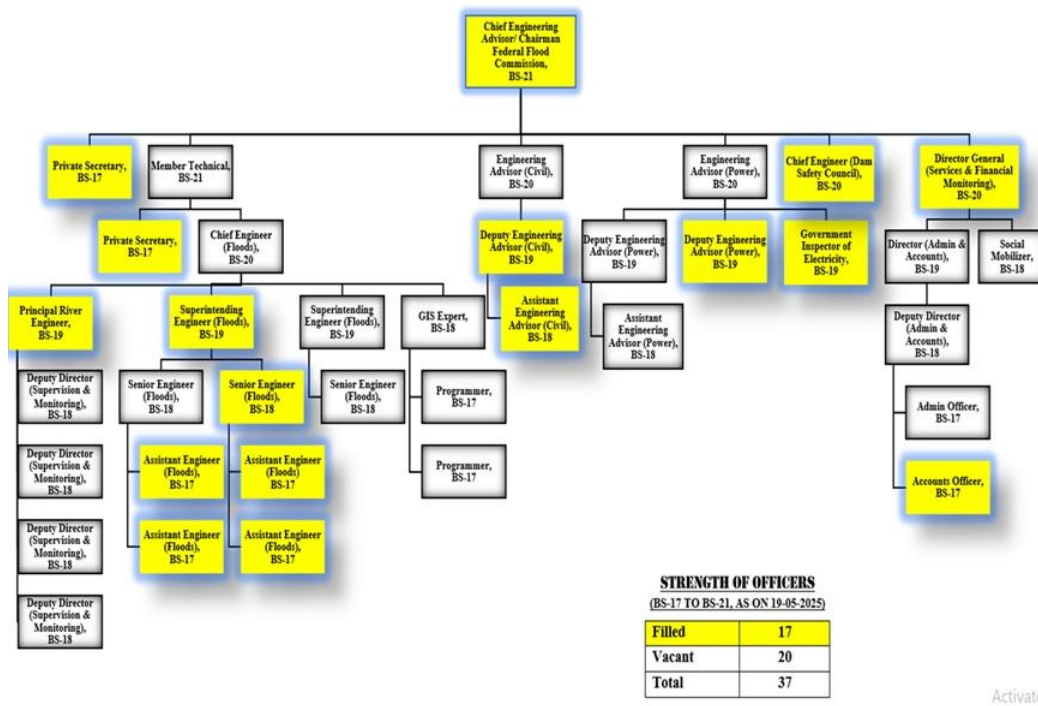 Chief Engineering
Advisor/ Chairman
Federal Flood
Commission,
BS-21
Private Secretary,
BS-17
Member Technical,
BS-21
Engineering
Advisor (Civil),
BS-20
Engineering
Advisor (Power),
BS-20
Chief Engineer (Dam
Safety Council),
BS-20
Director General
(Services & Financial
Monitoring),
BS-20
Private Secretary,
BS-17
Chief Engineer
(Floods),
BS-20
Deputy Engineering
Advisor (Civil),
BS-19
Deputy Engineering
Advisor (Power),
BS-19
Deputy Engineering
Advisor (Power),
BS-19
Government
Inspector of
Electricity,
BS-19
Director (Admin &
Accounts),
BS-19
Social
Mobilizer,
BS-18
Principal River
Engineer,
BS-19
Superintending
Engineer (Floods),
BS-19
Superintending
Engineer (Floods),
BS-19
GIS Expert,
BS-18
Assistant
Engineering
Advisor (Civil),
BS-18
Assistant
Engineering
Advisor (Power),
BS-18
Deputy Director
(Admin &
Accounts),
BS-18
Deputy Director
(Supervision &
Monitoring),
BS-18
Senior Engineer
(Floods),
BS-18
Senior Engineer
(Floods),
BS-18
Senior Engineer
(Floods),
BS-18
Programmer,
BS-17
Admin Officer,
BS-17
Deputy Director
(Supervision &
Monitoring),
BS-18
Assistant Engineer
(Floods),
BS-17
Assistant Engineer
(Floods)
BS-17
Programmer,
BS-17
Accounts Officer,
BS-17
Deputy Director
(Supervision &
Monitoring),
BS-18
Assistant Engineer
(Floods),
BS-17
Assistant Engineer
(Floods),
BS-17
Deputy Director
(Supervision &
Monitoring),
BS-18
STRENGTH OF OFFICERS
(BS-17 TO BS-21, AS ON 19-05-2025)
Filled 17
Vacant 20
Total 37
Activate